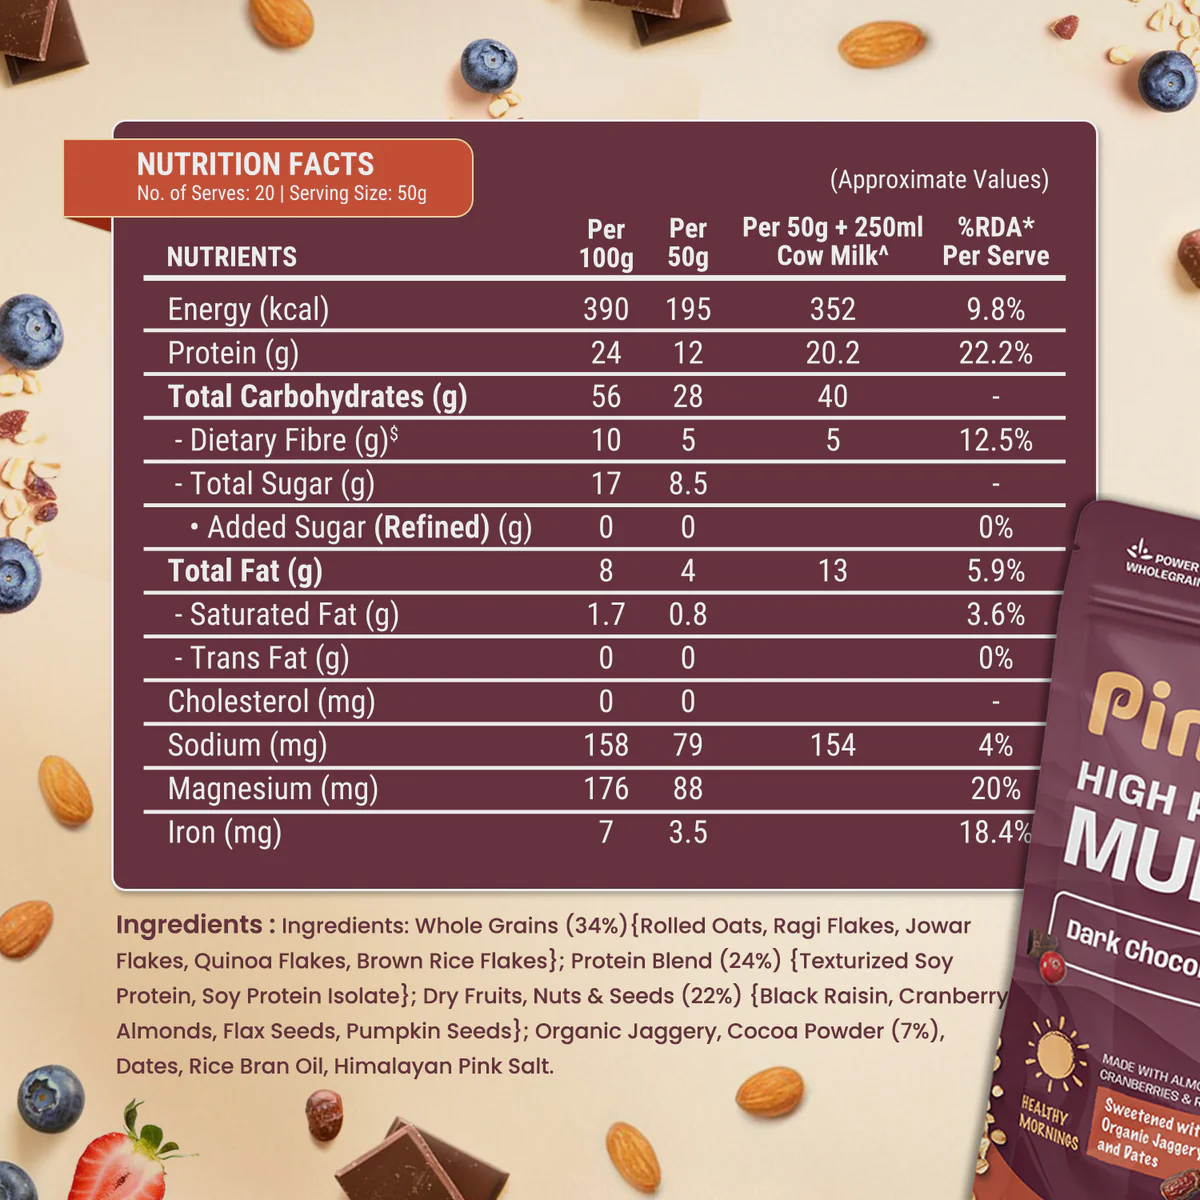 NUTRITION FACTS
No. of Serves: 20 | Serving Size: 50g
(Approximate Values)
NUTRIENTS Per 100g Per 50g Per 50g + 250ml Cow Milk^ %RDA* Per Serve
Energy (kcal) 390 195 352 9.8%
Protein (g) 24 12 20.2 22.2%
Total Carbohydrates (g) 56 28 40 -
- Dietary Fibre (g)$ 10 5 5 12.5%
- Total Sugar (g) 17 8.5 -
• Added Sugar (Refined) (g) 0 0 0%
Total Fat (g) 8 4 13 5.9%
- Saturated Fat (g) 1.7 0.8 3.6%
- Trans Fat (g) 0 0 0%
Cholesterol (mg) 0 0 -
Sodium (mg) 158 79 154 4%
Magnesium (mg) 176 88 20%
Iron (mg) 7 3.5 18.4%
Ingredients : Ingredients: Whole Grains (34%){Rolled Oats, Ragi Flakes, Jowar
Flakes, Quinoa Flakes, Brown Rice Flakes}; Protein Blend (24%) {Texturized Soy
Protein, Soy Protein Isolate}; Dry Fruits, Nuts & Seeds (22%) {Black Raisin, Cranberry
Almonds, Flax Seeds, Pumpkin Seeds}; Organic Jaggery, Cocoa Powder (7%),
Dates, Rice Bran Oil, Himalayan Pink Salt.
POWER
WHOLEGRAIN
Pin
HIGH
MU
Dark Choco
HEALTHY
MORNINGS
MADE WITH ALMO
CRANBERRIES & R
Sweetened wit
Organic Jaggery
and Dates